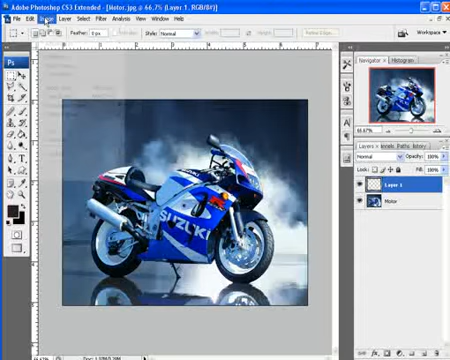 Adobe Photoshop CS3 Extended - [Motor.jpg @ 66.7% (Layer 1, RGB/8*)]
File Edit Image Layer Select Filter Analysis View Window Help
Feather: 0 px Style: Normal Workspace
Ps
Navigator Histogram
66.67%
Layers Channels Paths History
Normal Opacity: 100%
Lock: Fill: 100%
Layer 1
Motor
SUZUKI